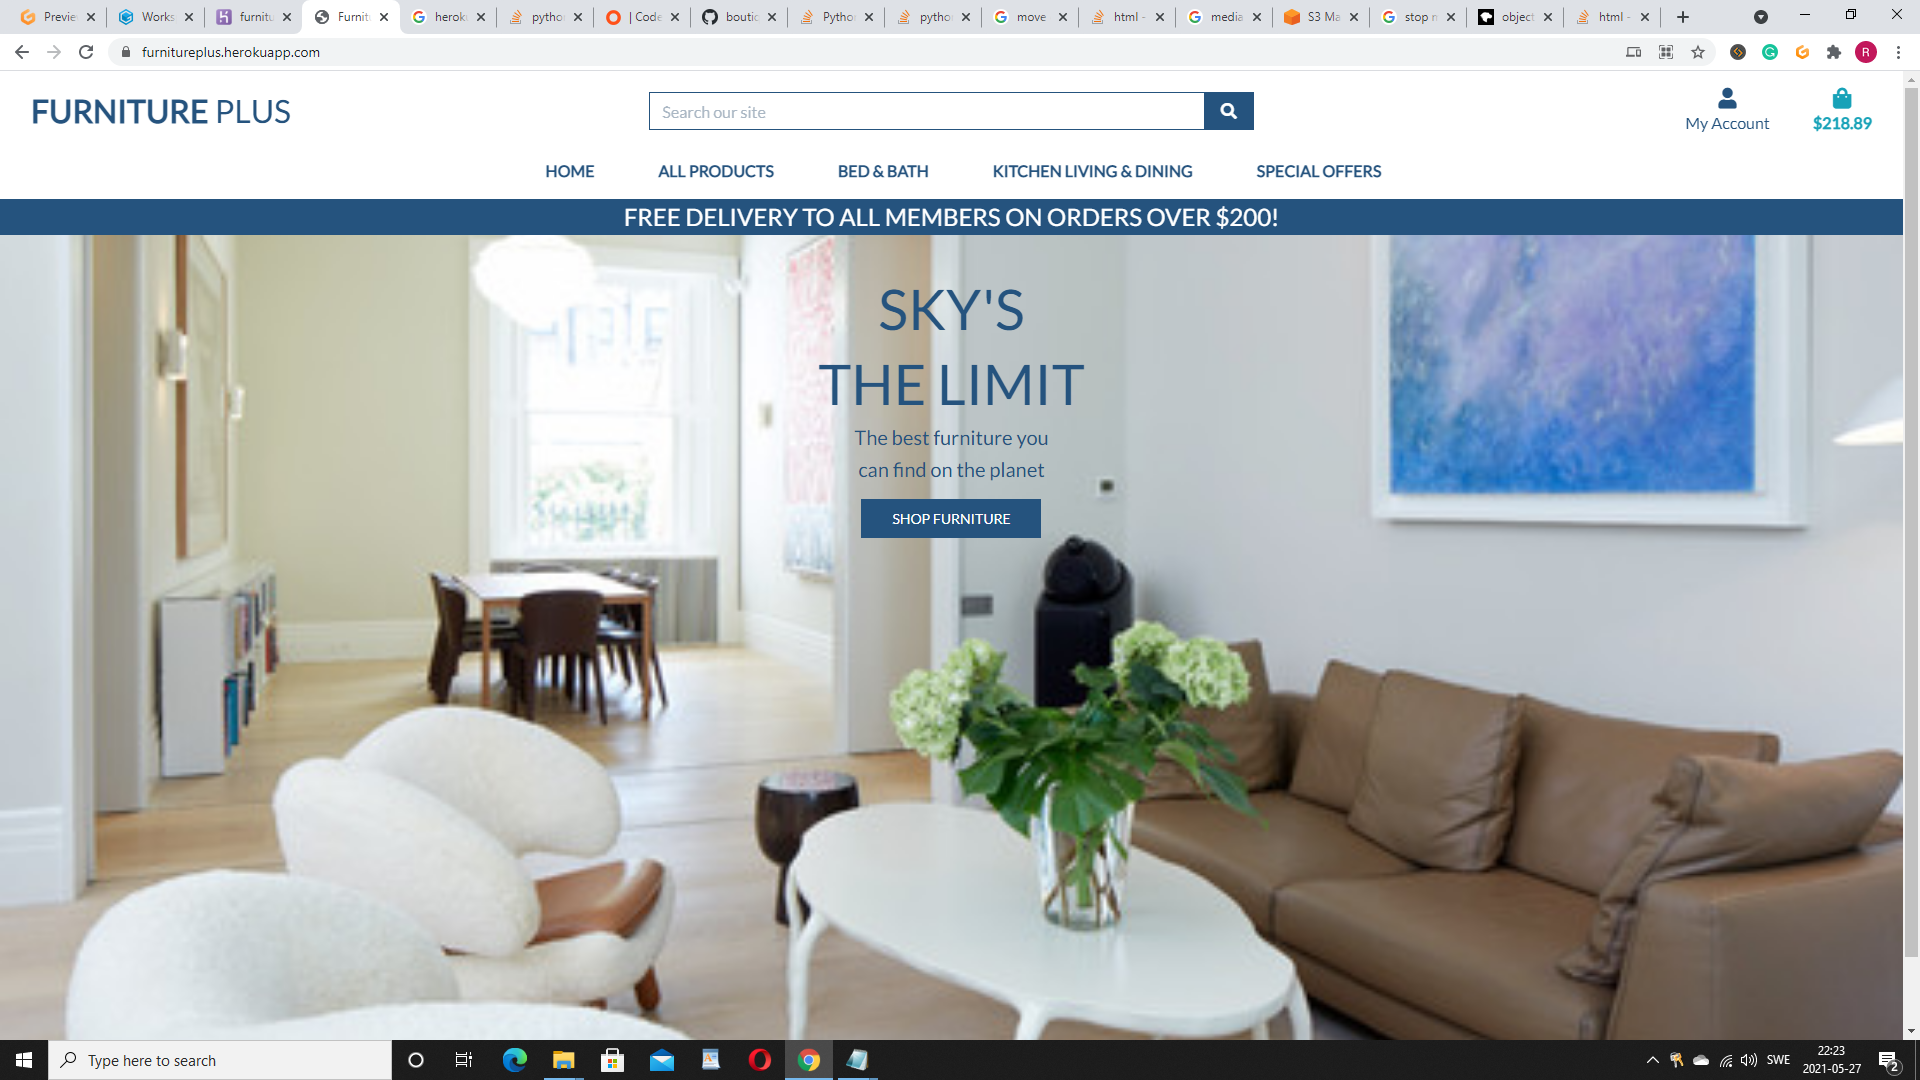 Previe
Works
furnitu
Furnit
heroku
pytho
| Code
boutic
Python
pytho
move
html -
media
S3 Ma
stop n
object
html -
furnitureplus.herokuapp.com
R
FURNITURE PLUS
Search our site
My Account
$218.89
HOME
ALL PRODUCTS
BED & BATH
KITCHEN LIVING & DINING
SPECIAL OFFERS
FREE DELIVERY TO ALL MEMBERS ON ORDERS OVER $200!
SKY'S
THE LIMIT
The best furniture you
can find on the planet
SHOP FURNITURE
Type here to search
SWE
22:23
2021-05-27
2